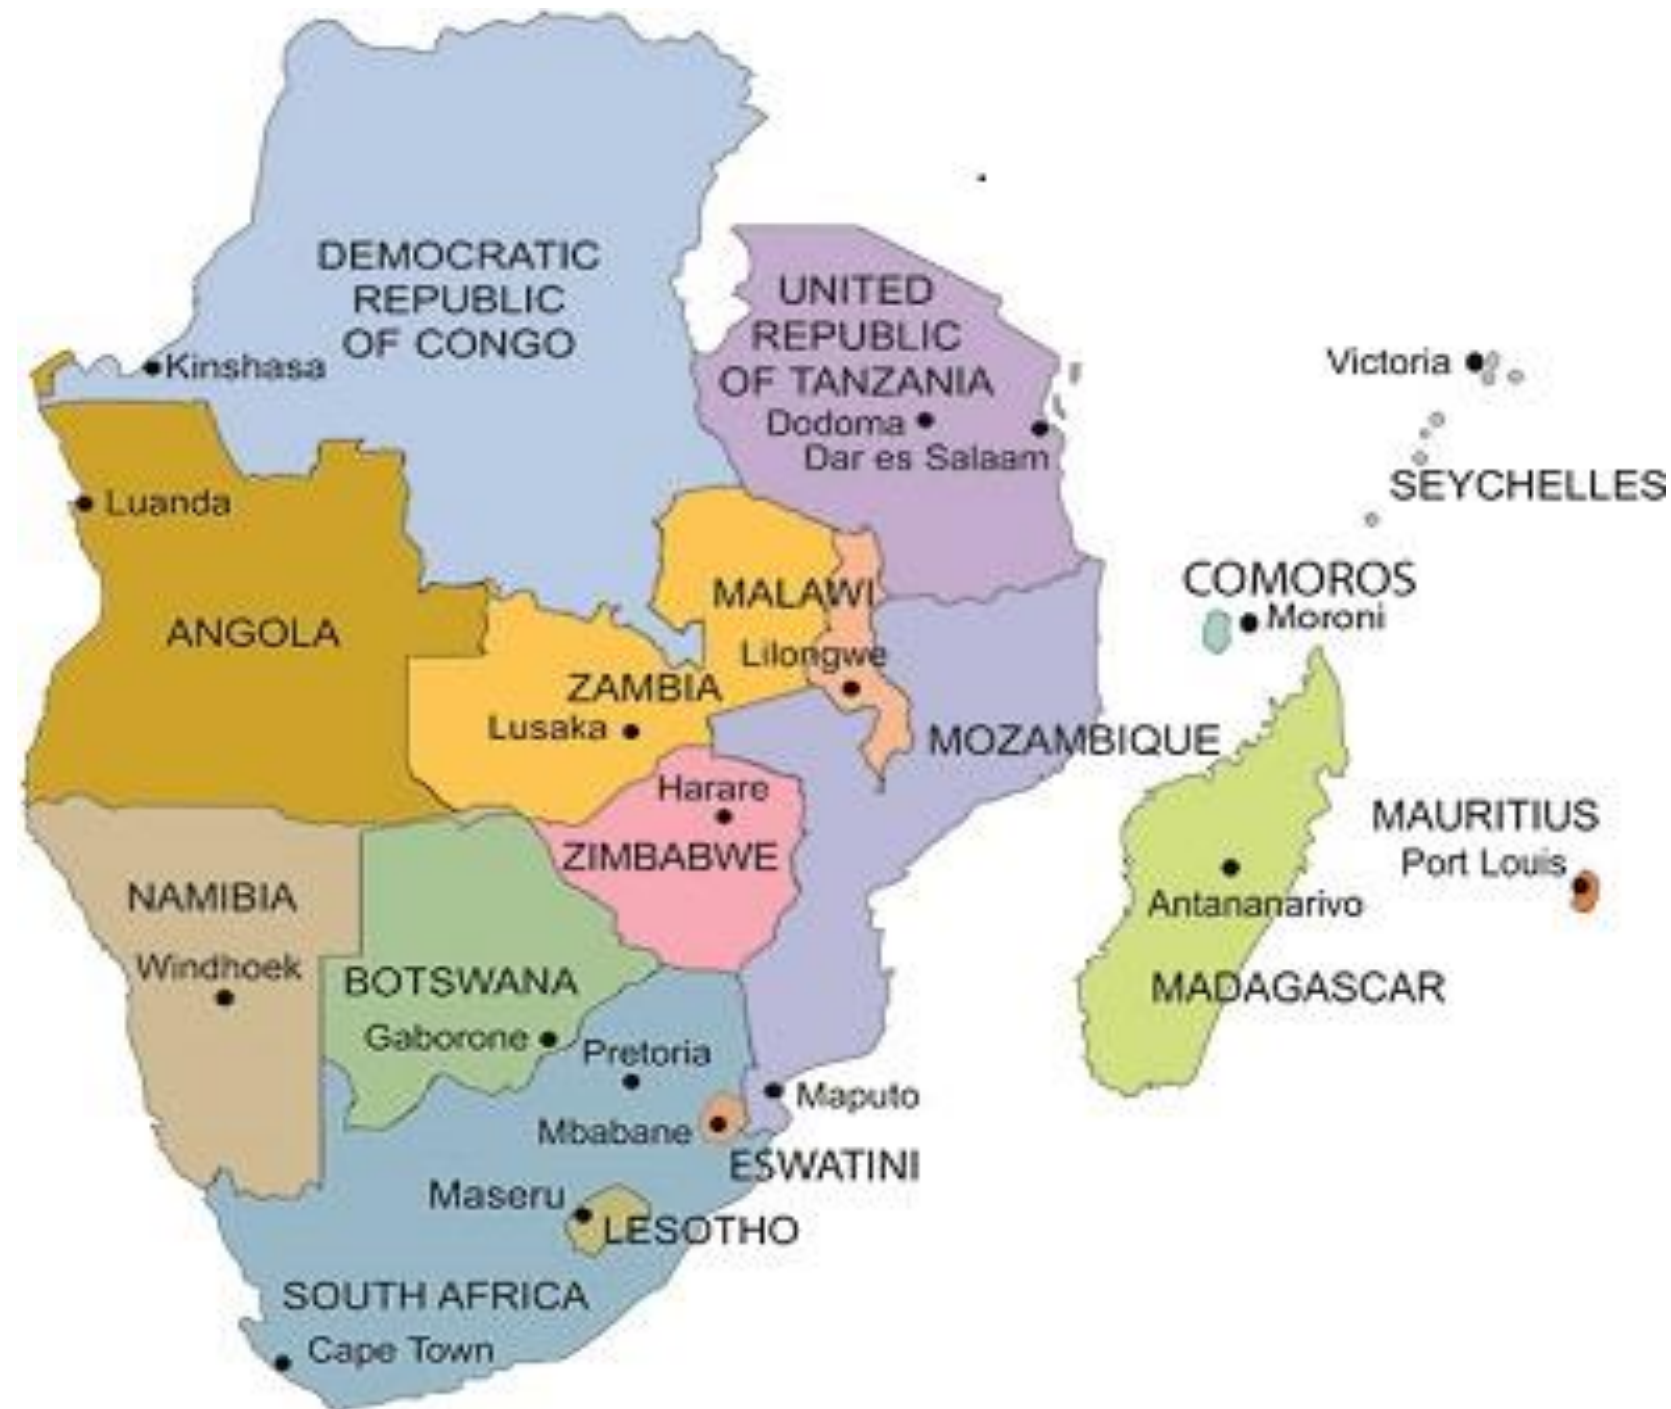 DEMOCRATIC
REPUBLIC
OF CONGO
Kinshasa
UNITED
REPUBLIC
OF TANZANIA
Dodoma
Dar es Salaam
Victoria
SEYCHELLES
Luanda
ANGOLA
MALAWI
Lilongwe
COMOROS
Moroni
ZAMBIA
Lusaka
MOZAMBIQUE
Harare
ZIMBABWE
MAURITIUS
Port Louis
NAMIBIA
Windhoek
Antananarivo
MADAGASCAR
BOTSWANA
Gaborone
Pretoria
Maputo
Mbabane
ESWATINI
Maseru
LESOTHO
SOUTH AFRICA
Cape Town